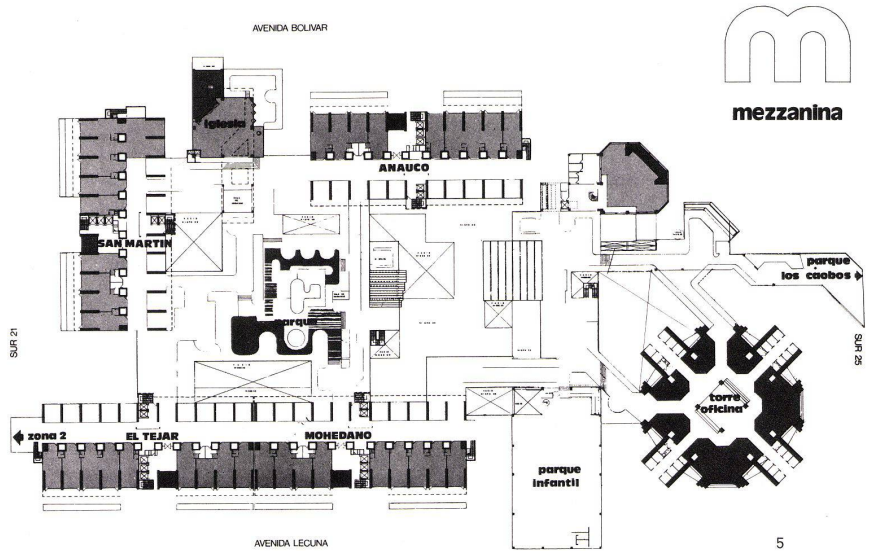 AVENIDA BOLIVAR
m
mezzanina
iglesia
ANAUCO
SAN MARTIN
parque
los caobos
SUR 21
parque
SUR 25
torre
oficina
zona 2
EL TEJAR
MOHEDANO
parque
infantil
AVENIDA LECUNA
5